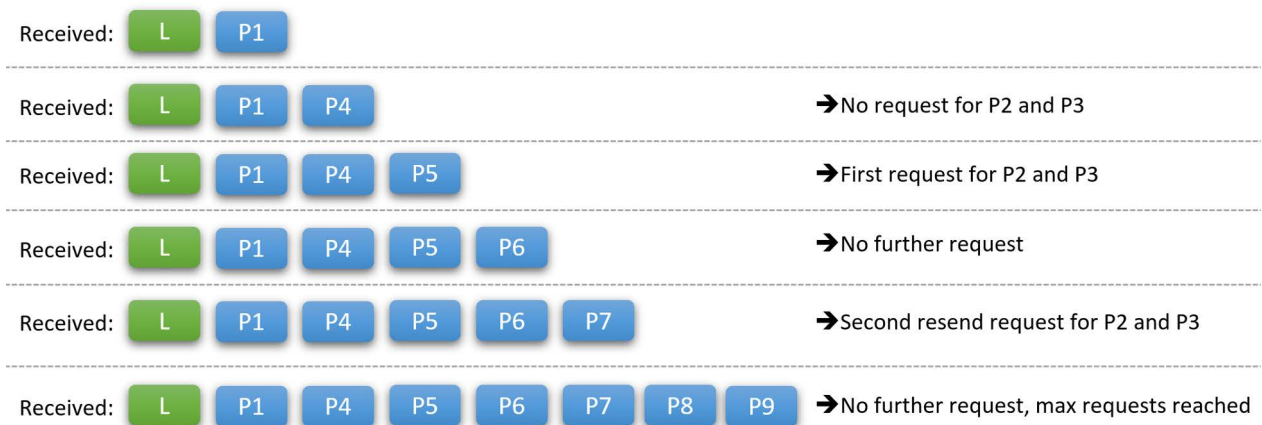 Received: L P1
Received: L P1 P4 ➔No request for P2 and P3
Received: L P1 P4 P5 ➔First request for P2 and P3
Received: L P1 P4 P5 P6 ➔No further request
Received: L P1 P4 P5 P6 P7 ➔Second resend request for P2 and P3
Received: L P1 P4 P5 P6 P7 P8 P9 ➔No further request, max requests reached